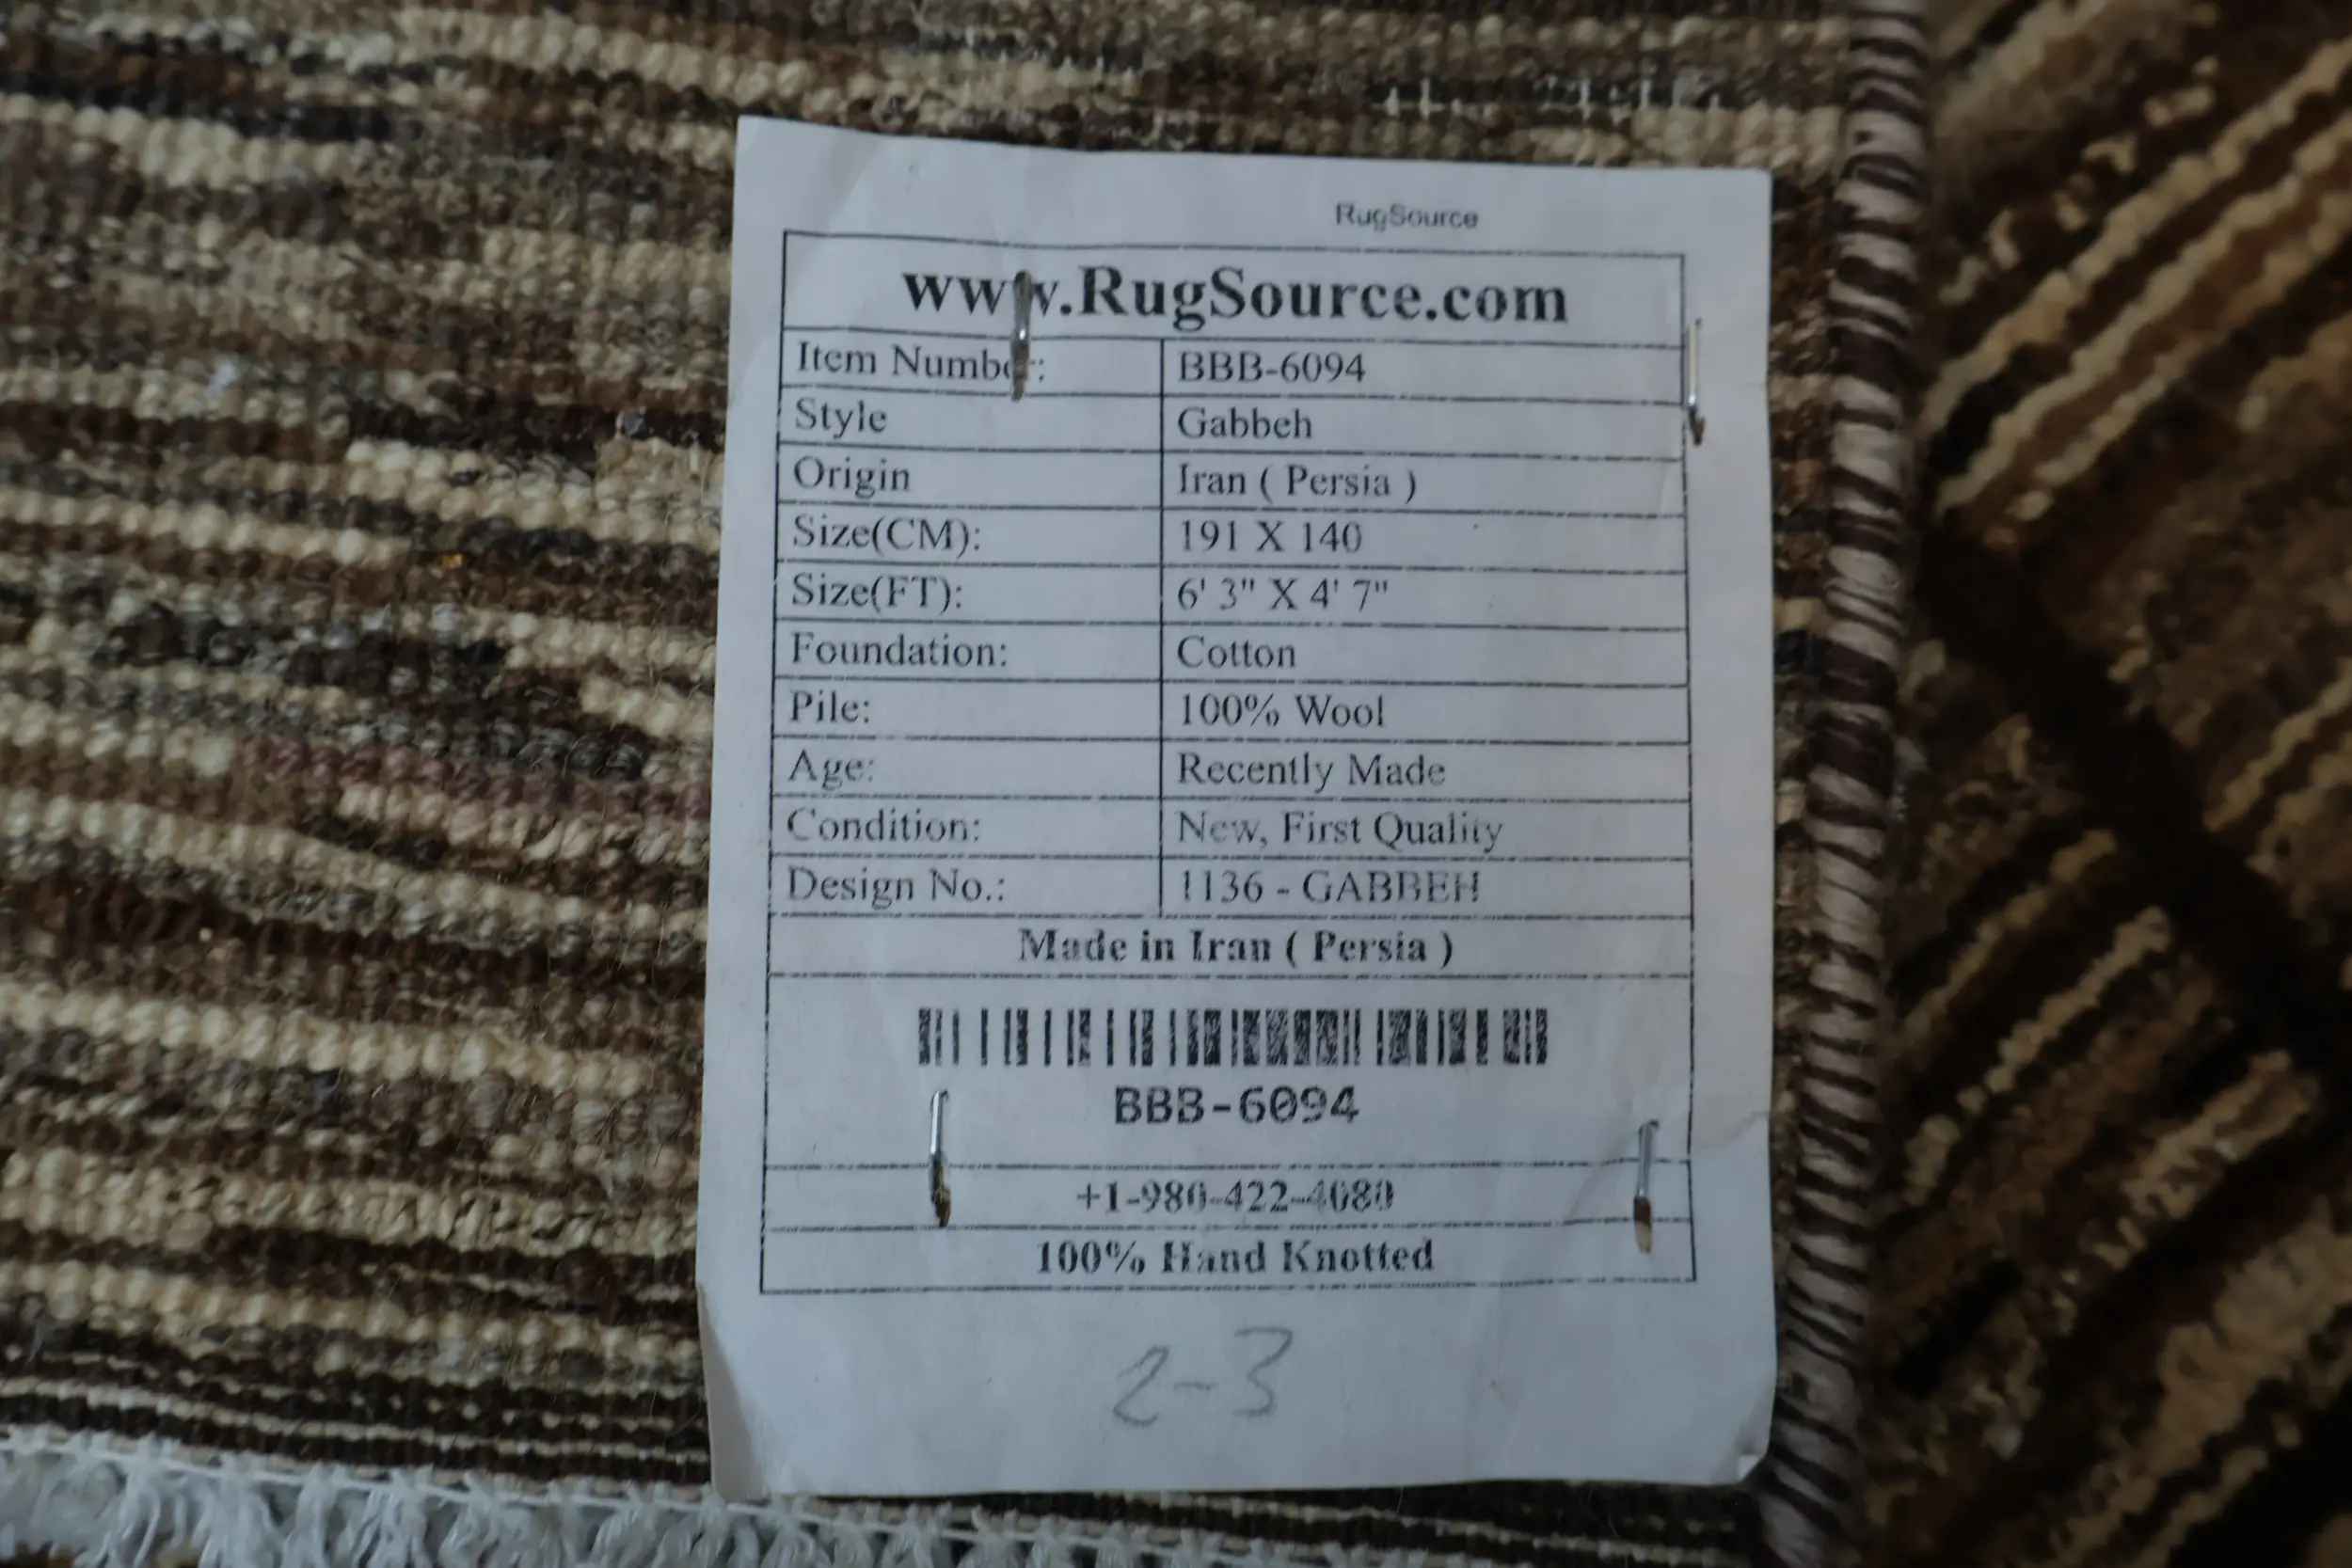 RugSource
www.RugSource.com
Item Number: BBB-6094
Style Gabbeh
Origin Iran ( Persia )
Size(CM): 191 X 140
Size(FT): 6' 3" X 4' 7"
Foundation: Cotton
Pile: 100% Wool
Age: Recently Made
Condition: New, First Quality
Design No.: 1136 - GABBEH
Made in Iran ( Persia )
BBB-6094
+1-980-422-4080
100% Hand Knotted
2-3